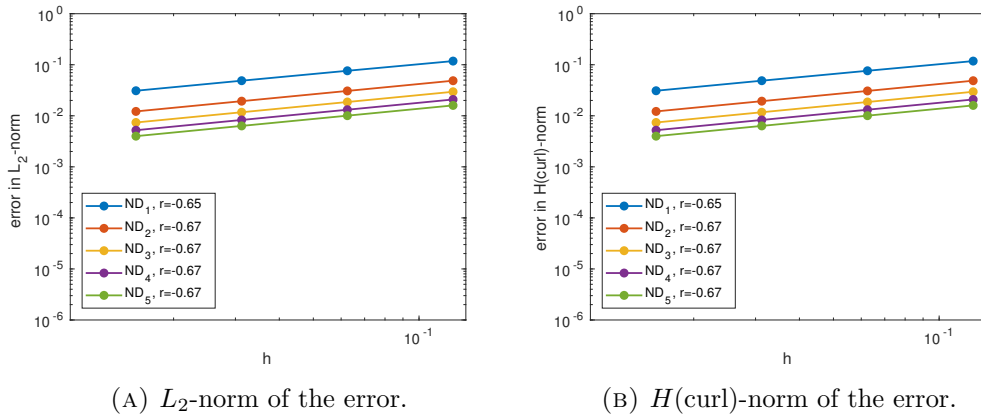 10^0
10^-1
10^-2
10^-3
10^-4
10^-5
10^-6
error in L_2-norm
ND_1, r=-0.65
ND_2, r=-0.67
ND_3, r=-0.67
ND_4, r=-0.67
ND_5, r=-0.67
10^-1
h
(A) L_2-norm of the error.
10^0
10^-1
10^-2
10^-3
10^-4
10^-5
10^-6
error in H(curl)-norm
ND_1, r=-0.65
ND_2, r=-0.67
ND_3, r=-0.67
ND_4, r=-0.67
ND_5, r=-0.67
10^-1
h
(B) H(curl)-norm of the error.